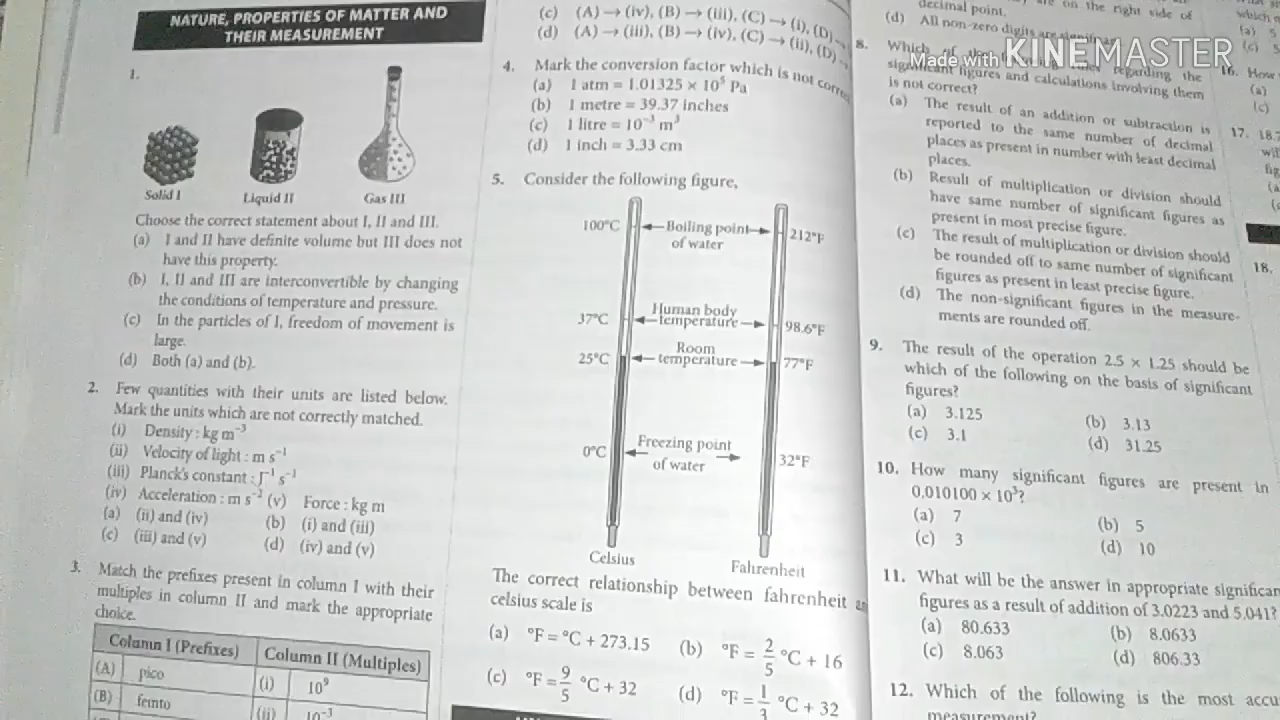 NATURE, PROPERTIES OF MATTER AND
THEIR MEASUREMENT
1.
Solid I
Liquid II
Gas III
Choose the correct statement about I, II and III.
(a) I and II have definite volume but III does not
have this property.
(b) I, II and III are interconvertible by changing
the conditions of temperature and pressure.
(c) In the particles of I, freedom of movement is
large.
(d) Both (a) and (b).
2. Few quantities with their units are listed below.
Mark the units which are not correctly matched.
(i) Density : kg m⁻³
(ii) Velocity of light : m s⁻¹
(iii) Planck's constant : J⁻¹ s⁻¹
(iv) Acceleration : m s⁻² (v) Force : kg m
(a) (ii) and (iv) (b) (i) and (iii)
(c) (iii) and (v) (d) (iv) and (v)
3. Match the prefixes present in column I with their
multiples in column II and mark the appropriate
choice.
Column I (Prefixes) Column II (Multiples)
(A) pico (i) 10⁹
(B) femto (ii) 10⁻³
(c) (A) → (iv), (B) → (iii), (C) → (i), (D)
(d) (A) → (iii), (B) → (iv), (C) → (ii), (D)
4. Mark the conversion factor which is not
(a) 1 atm = 1.01325 × 10⁵ Pa
(b) 1 metre = 39.37 inches
(c) 1 litre = 10⁻³ m³
(d) 1 inch = 3.33 cm
5. Consider the following figure,
100°C Boiling point of water 212°F
37°C Human body temperature 98.6°F
25°C Room temperature 77°F
0°C Freezing point of water 32°F
Celsius
Fahrenheit
The correct relationship between fahrenheit
celsius scale is
(a) °F = °C + 273.15 (b) °F = 2/5 °C + 16
(c) °F = 9/5 °C + 32 (d) °F = 1/3 °C + 32
decimal point.
on the right side of
(d) All non-zero digits are
8. Which of the regarding the
significant figures and calculations involving them
is not correct?
(a) The result of an addition or subtraction is
reported to the same number of decimal
places as present in number with least decimal
places.
(b) Result of multiplication or division should
have same number of significant figures as
present in most precise figure.
(c) The result of multiplication or division should
be rounded off to same number of significant
figures as present in least precise figure.
(d) The non-significant figures in the measure-
ments are rounded off.
9. The result of the operation 2.5 × 1.25 should be
which of the following on the basis of significant
figures?
(a) 3.125 (b) 3.13
(c) 3.1 (d) 31.25
10. How many significant figures are present in
0.010100 × 10³?
(a) 7 (b) 5
(c) 3 (d) 10
11. What will be the answer in appropriate
figures as a result of addition of 3.0223 and 5.041?
(a) 80.633 (b) 8.0633
(c) 8.063 (d) 806.33
12. Which of the following is the most
measurement?
16. How
(a)
(c)
17. 18.
18.
Made with KINEMASTER